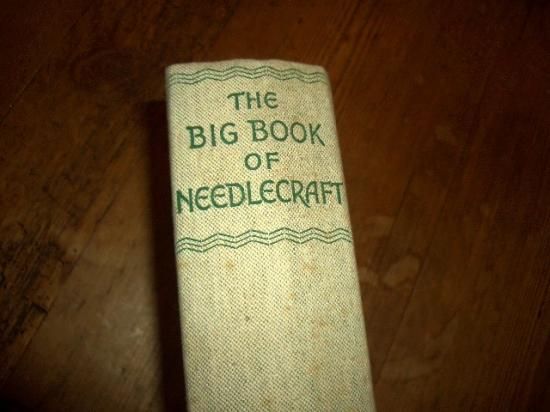 THE
BIG BOOK
OF
NEEDLECRAFT